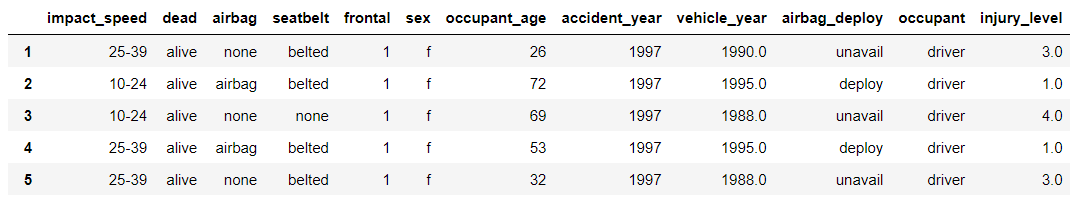 impact_speed dead airbag seatbelt frontal sex occupant_age accident_year vehicle_year airbag_deploy occupant injury_level
1 25-39 alive none belted 1 f 26 1997 1990.0 unavail driver 3.0
2 10-24 alive airbag belted 1 f 72 1997 1995.0 deploy driver 1.0
3 10-24 alive none none 1 f 69 1997 1988.0 unavail driver 4.0
4 25-39 alive airbag belted 1 f 53 1997 1995.0 deploy driver 1.0
5 25-39 alive none belted 1 f 32 1997 1988.0 unavail driver 3.0